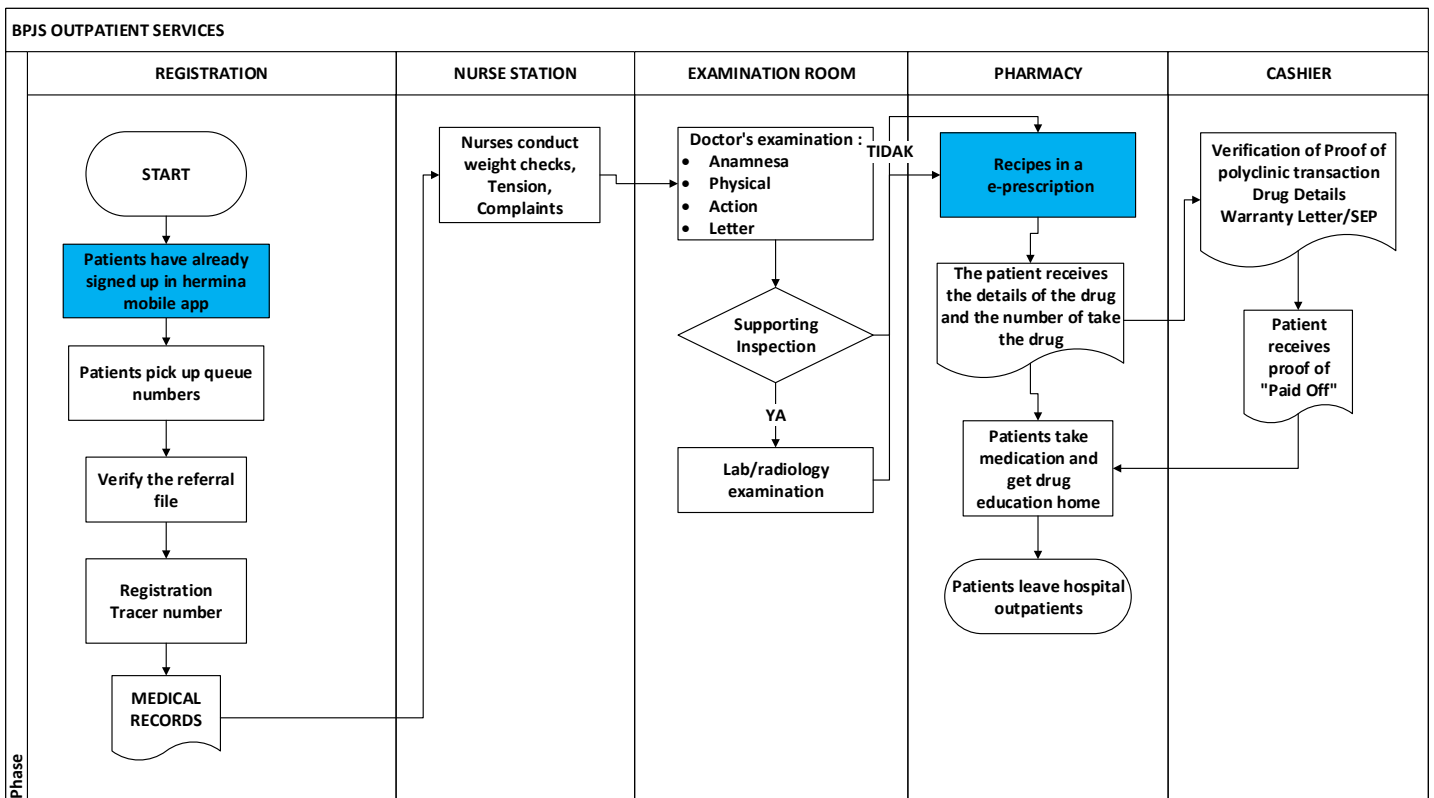 BPJS OUTPATIENT SERVICES
REGISTRATION
NURSE STATION
EXAMINATION ROOM
PHARMACY
CASHIER
START
Patients have already
signed up in hermina
mobile app
Patients pick up queue
numbers
Verify the referral
file
Registration
Tracer number
MEDICAL
RECORDS
Nurses conduct
weight checks,
Tension,
Complaints
Doctor's examination :
• Anamnesa
• Physical
• Action
• Letter
TIDAK
Supporting
Inspection
YA
Lab/radiology
examination
Recipes in a
e-prescription
The patient receives
the details of the drug
and the number of take
the drug
Patients take
medication and
get drug
education home
Patients leave hospital
outpatients
Verification of Proof of
polyclinic transaction
Drug Details
Warranty Letter/SEP
Patient
receives
proof of
"Paid Off"
Phase